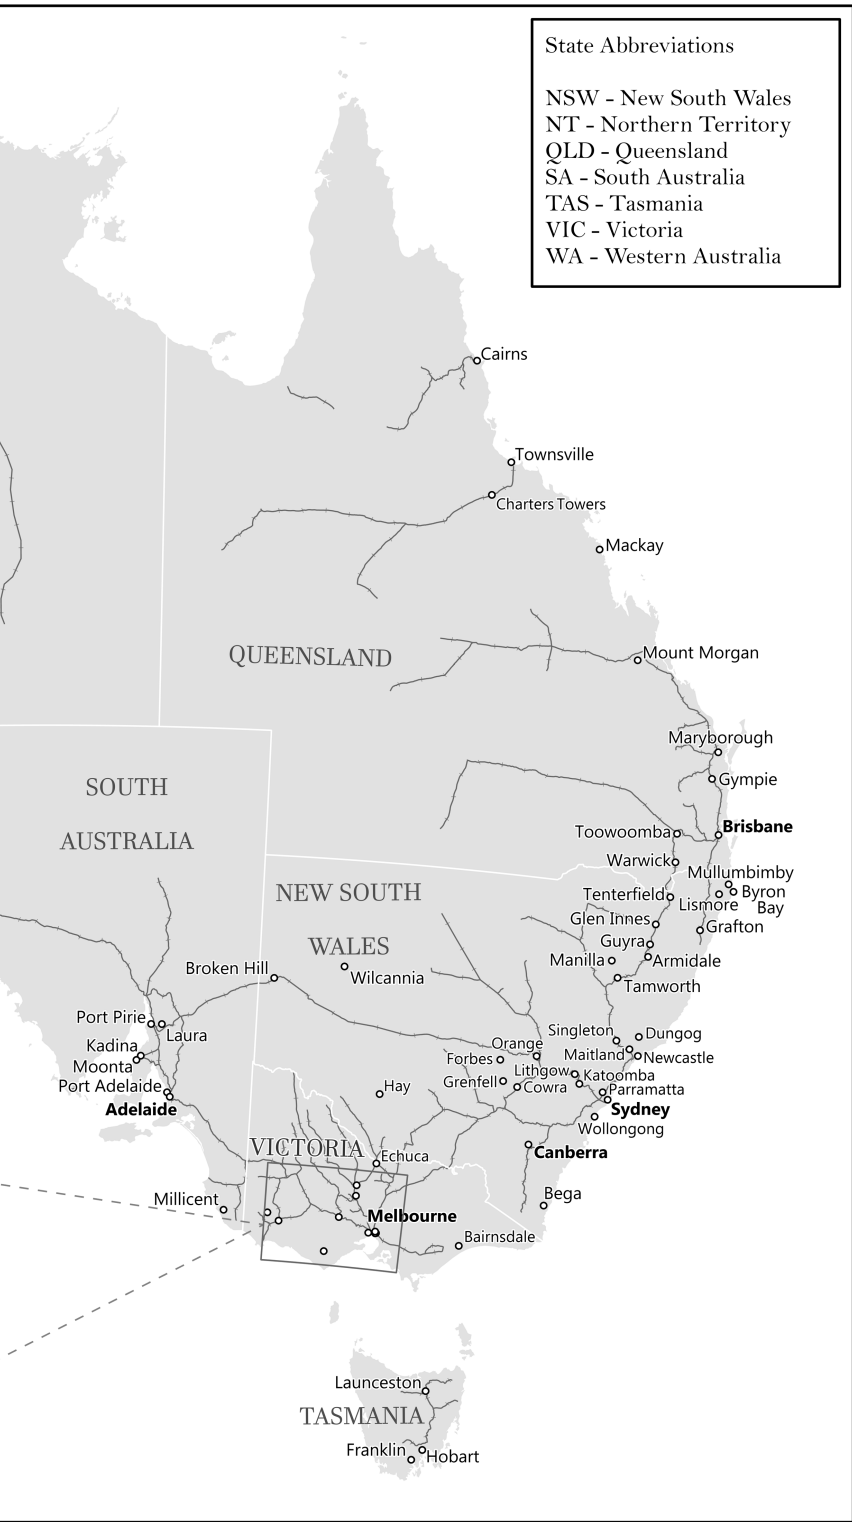 State Abbreviations
NSW - New South Wales
NT - Northern Territory
QLD - Queensland
SA - South Australia
TAS - Tasmania
VIC - Victoria
WA - Western Australia
Cairns
Townsville
Charters Towers
Mackay
QUEENSLAND
Mount Morgan
Maryborough
Gympie
SOUTH
AUSTRALIA
Brisbane
Toowoomba
Warwick
Mullumbimby
Byron
Bay
NEW SOUTH
WALES
Tenterfield
Lismore
Glen Innes
Grafton
Guyra
Manilla
Armidale
Broken Hill
Wilcannia
Tamworth
Port Pirie
Laura
Singleton
Dungog
Kadina
Orange
Maitland
Newcastle
Moonta
Forbes
Lithgow
Katoomba
Port Adelaide
Hay
Grenfell
Cowra
Parramatta
Adelaide
Sydney
Wollongong
VICTORIA
Echuca
Canberra
Millicent
Bega
Melbourne
Bairnsdale
Launceston
TASMANIA
Franklin
Hobart